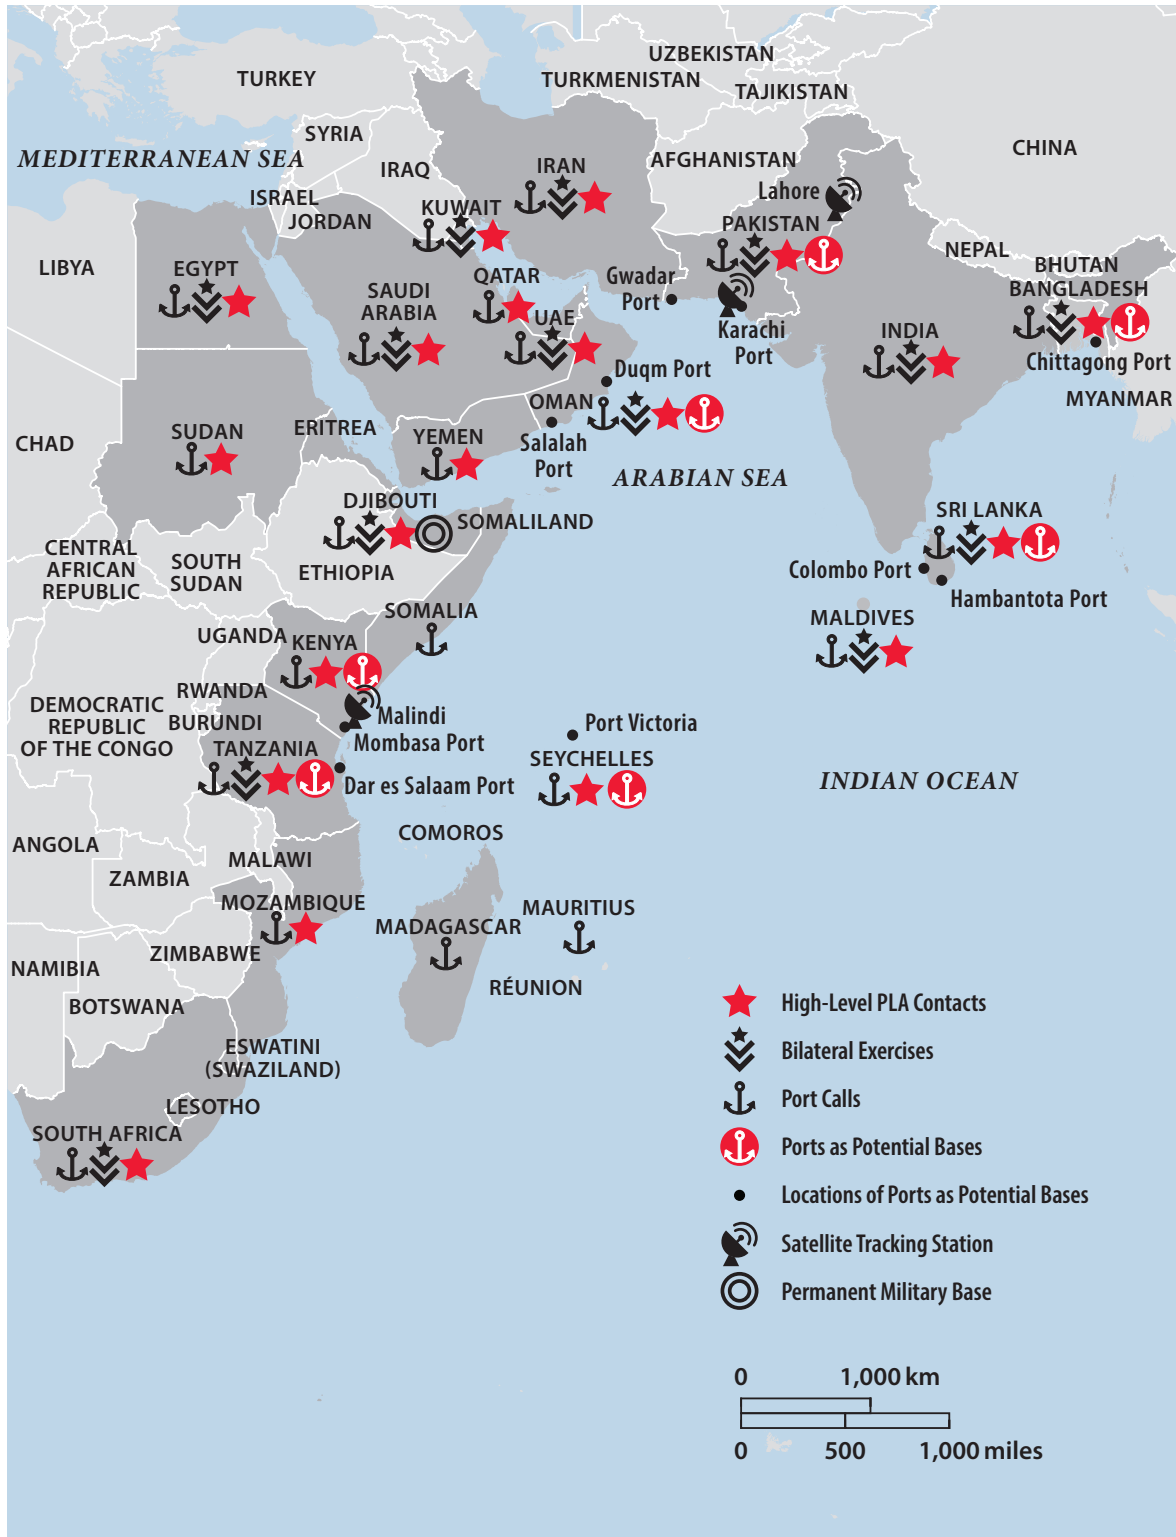 UZBEKISTAN
TURKEY
TURKMENISTAN
TAJIKISTAN
SYRIA
CHINA
MEDITERRANEAN SEA
IRAQ
IRAN
AFGHANISTAN
ISRAEL
Lahore
JORDAN
KUWAIT
PAKISTAN
LIBYA
EGYPT
QATAR
Gwadar
Port
NEPAL
BHUTAN
SAUDI
ARABIA
BANGLADESH
UAE
Karachi
Port
INDIA
Duqm Port
Chittagong Port
OMAN
MYANMAR
CHAD
SUDAN
ERITREA
YEMEN
Salalah
Port
ARABIAN SEA
DJIBOUTI
SOMALILAND
SRI LANKA
CENTRAL
AFRICAN
REPUBLIC
SOUTH
SUDAN
ETHIOPIA
Colombo Port
Hambantota Port
SOMALIA
MALDIVES
UGANDA
KENYA
RWANDA
DEMOCRATIC
REPUBLIC
OF THE CONGO
BURUNDI
Malindi
Mombasa Port
Port Victoria
TANZANIA
SEYCHELLES
Dar es Salaam Port
INDIAN OCEAN
COMOROS
ANGOLA
MALAWI
ZAMBIA
MOZAMBIQUE
MAURITIUS
MADAGASCAR
ZIMBABWE
NAMIBIA
RÉUNION
BOTSWANA
ESWATINI
(SWAZILAND)
LESOTHO
SOUTH AFRICA
High-Level PLA Contacts
Bilateral Exercises
Port Calls
Ports as Potential Bases
Locations of Ports as Potential Bases
Satellite Tracking Station
Permanent Military Base
0 1,000 km
0 500 1,000 miles